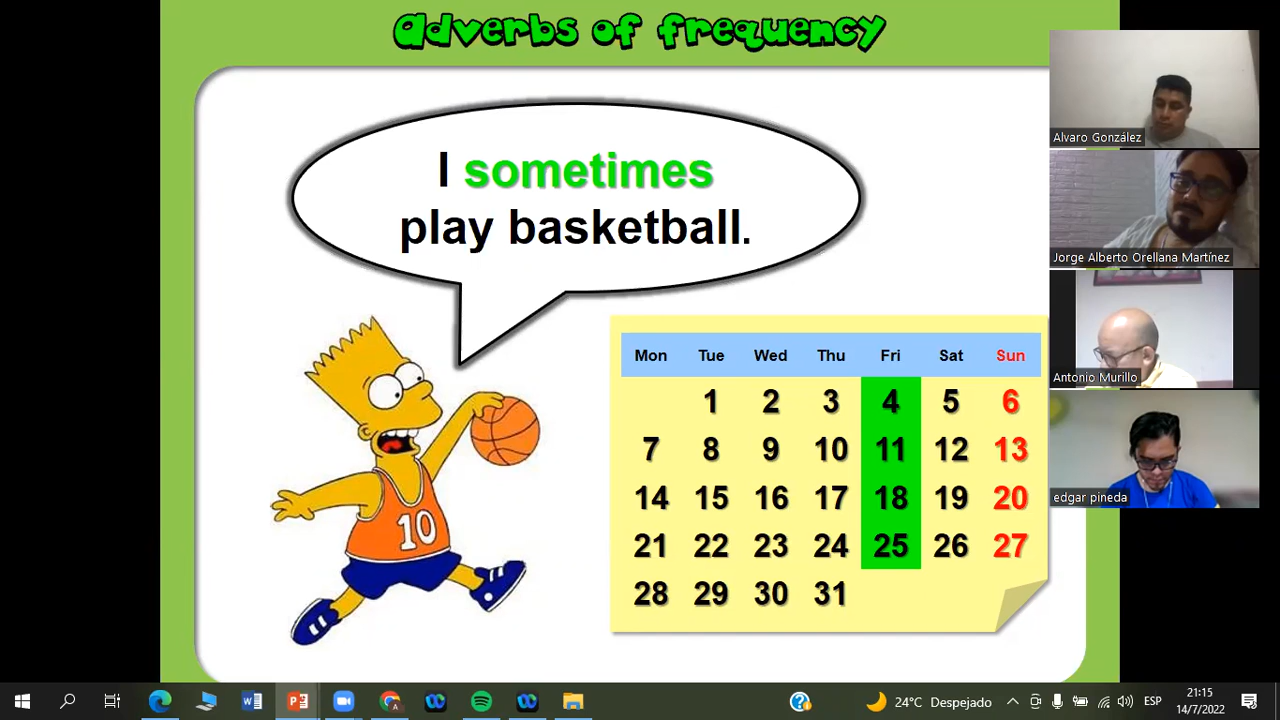 Adverbs of frequency
I sometimes
play basketball.
10
Mon Tue Wed Thu Fri Sat Sun
1 2 3 4 5 6
7 8 9 10 11 12 13
14 15 16 17 18 19 20
21 22 23 24 25 26 27
28 29 30 31
Alvaro González
Jorge Alberto Orellana Martínez
Antonio Murillo
edgar pineda
24°C Despejado ESP 21:15
14/7/2022